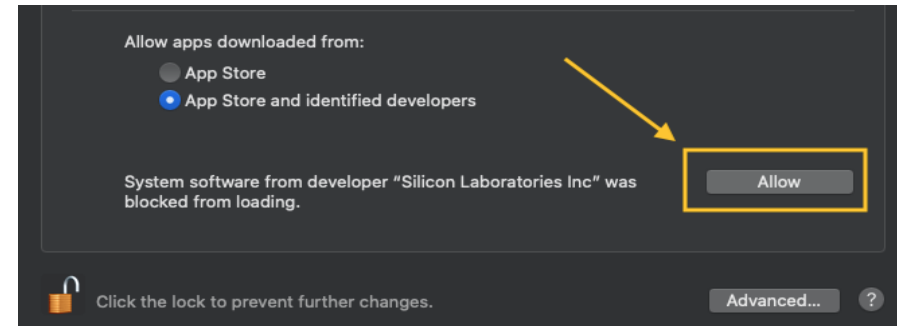 Allow apps downloaded from:
App Store
App Store and identified developers
System software from developer “Silicon Laboratories Inc” was
blocked from loading.
Allow
Click the lock to prevent further changes.
Advanced...
?